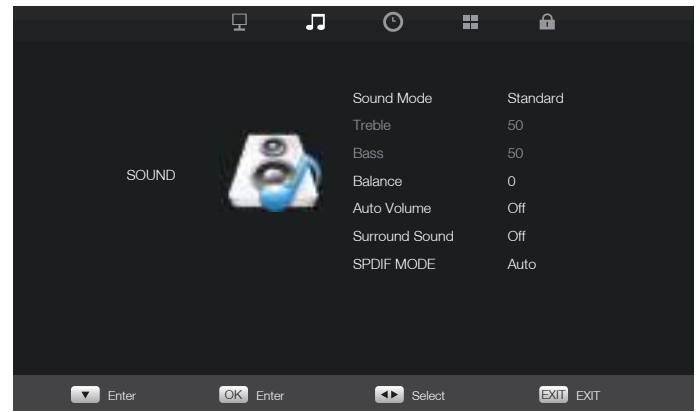 SOUND
Sound Mode Standard
Treble 50
Bass 50
Balance 0
Auto Volume Off
Surround Sound Off
SPDIF MODE Auto
Enter OK Enter Select EXIT EXIT